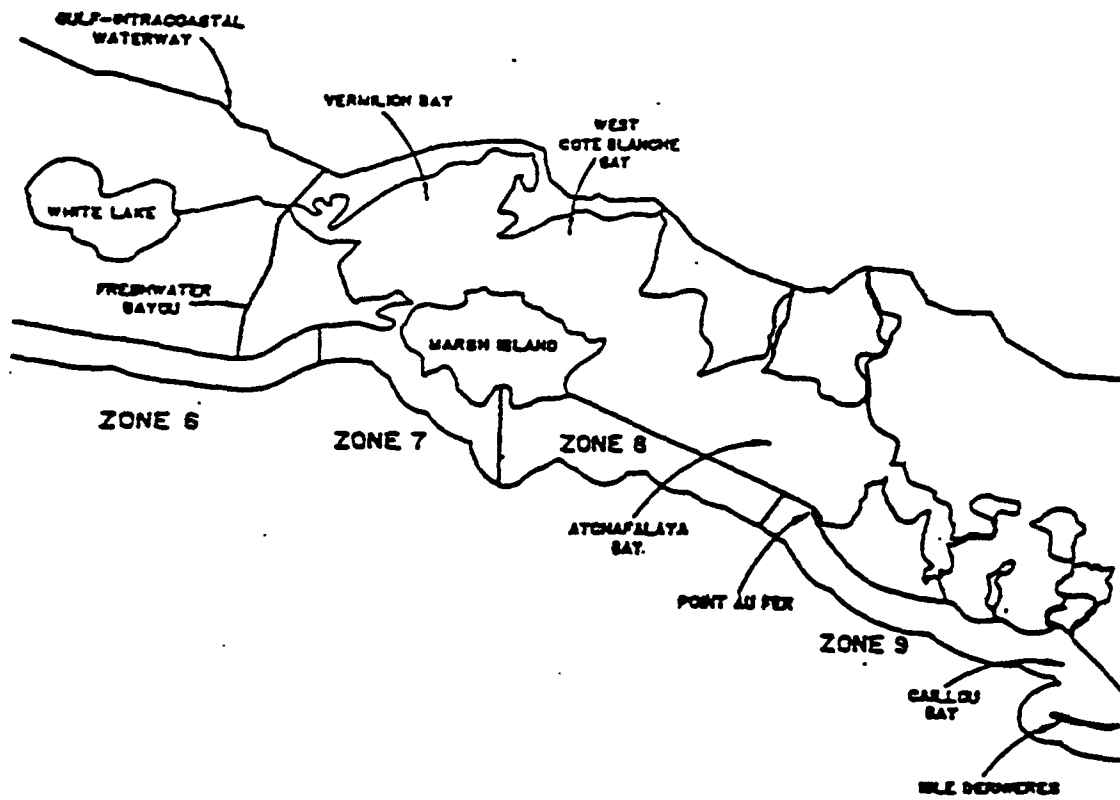 GULF-INTRACOASTAL
WATERWAY
VERMILION BAY
WEST
COTE BLANCHE
BAY
WHITE LAKE
FRESHWATER
BAYOU
MARSH ISLAND
ZONE 6
ZONE 7
ZONE 8
ATCHAFALAYA
BAY.
POINT AU FER
ZONE 9
CAILLOU
BAY
ISLE DERNIERES